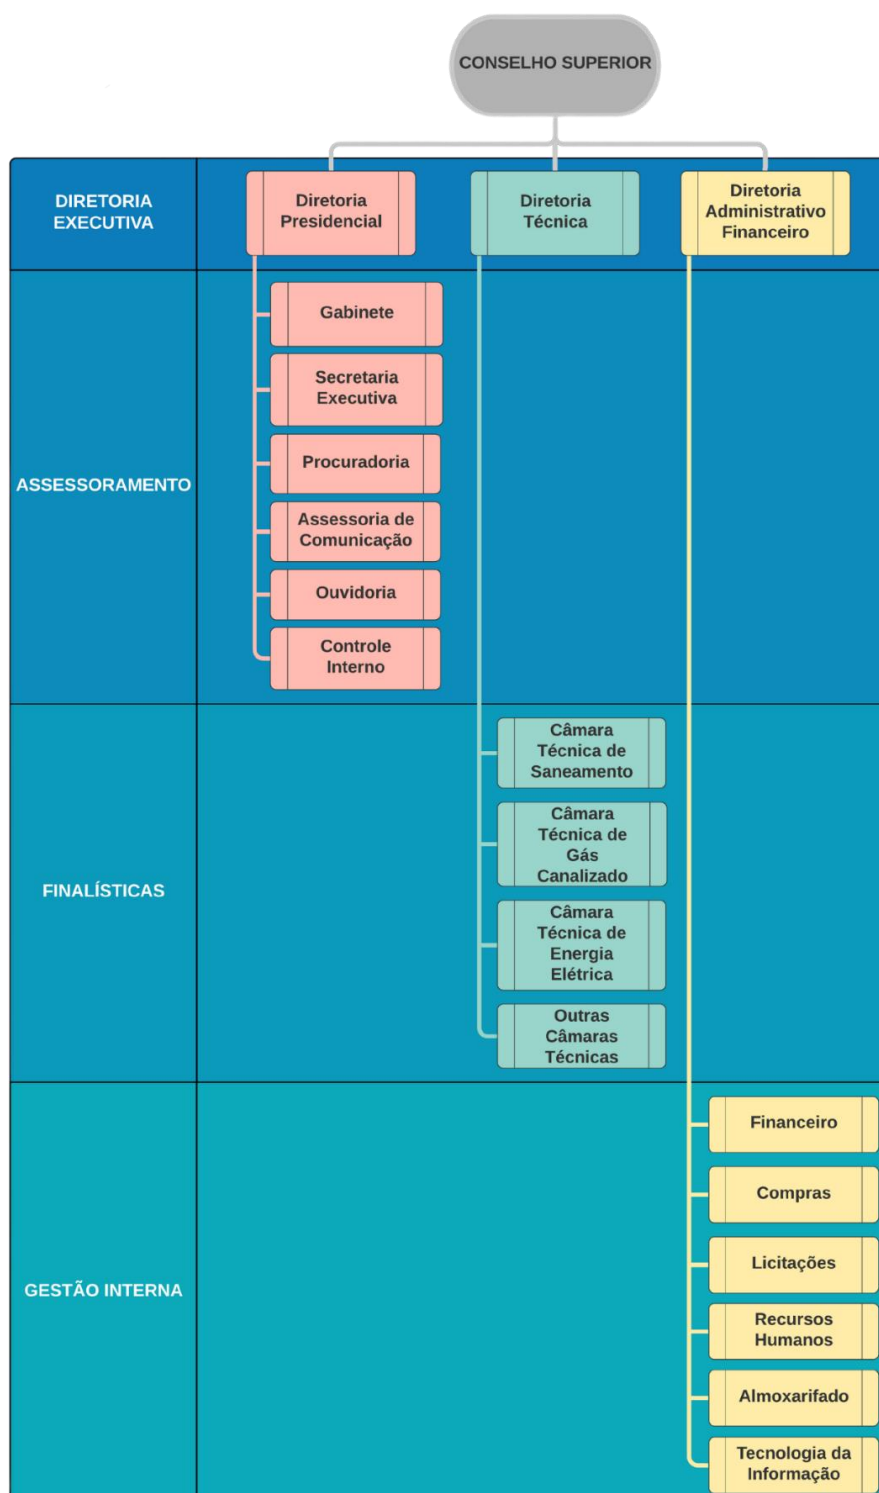 CONSELHO SUPERIOR
DIRETORIA
EXECUTIVA
Diretoria
Presidencial
Diretoria
Técnica
Diretoria
Administrativo
Financeiro
ASSESSORAMENTO
Gabinete
Secretaria
Executiva
Procuradoria
Assessoria de
Comunicação
Ouvidoria
Controle
Interno
FINALÍSTICAS
Câmara
Técnica de
Saneamento
Câmara
Técnica de
Gás
Canalizado
Câmara
Técnica de
Energia
Elétrica
Outras
Câmaras
Técnicas
GESTÃO INTERNA
Financeiro
Compras
Licitações
Recursos
Humanos
Almoxarifado
Tecnologia da
Informação